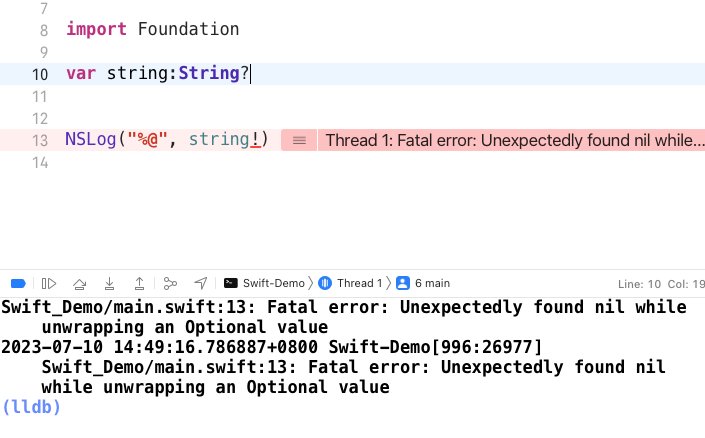 7
8 import Foundation
9
10 var string:String?
11
12
13 NSLog("%@", string!) Thread 1: Fatal error: Unexpectedly found nil while...
14
Swift-Demo Thread 1 6 main Line: 10 Col: 19
Swift_Demo/main.swift:13: Fatal error: Unexpectedly found nil while
unwrapping an Optional value
2023-07-10 14:49:16.786887+0800 Swift-Demo[996:26977]
Swift_Demo/main.swift:13: Fatal error: Unexpectedly found nil
while unwrapping an Optional value
(lldb)